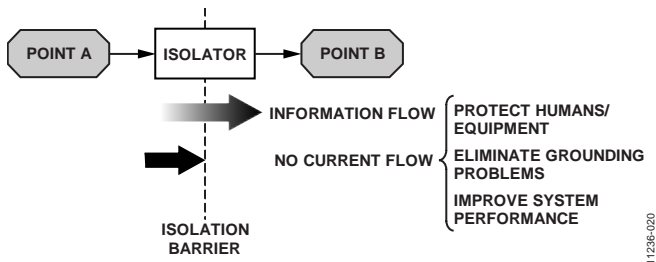 POINT A
ISOLATOR
POINT B
INFORMATION FLOW
PROTECT HUMANS/
EQUIPMENT
NO CURRENT FLOW
ELIMINATE GROUNDING
PROBLEMS
IMPROVE SYSTEM
PERFORMANCE
ISOLATION
BARRIER
11236-020